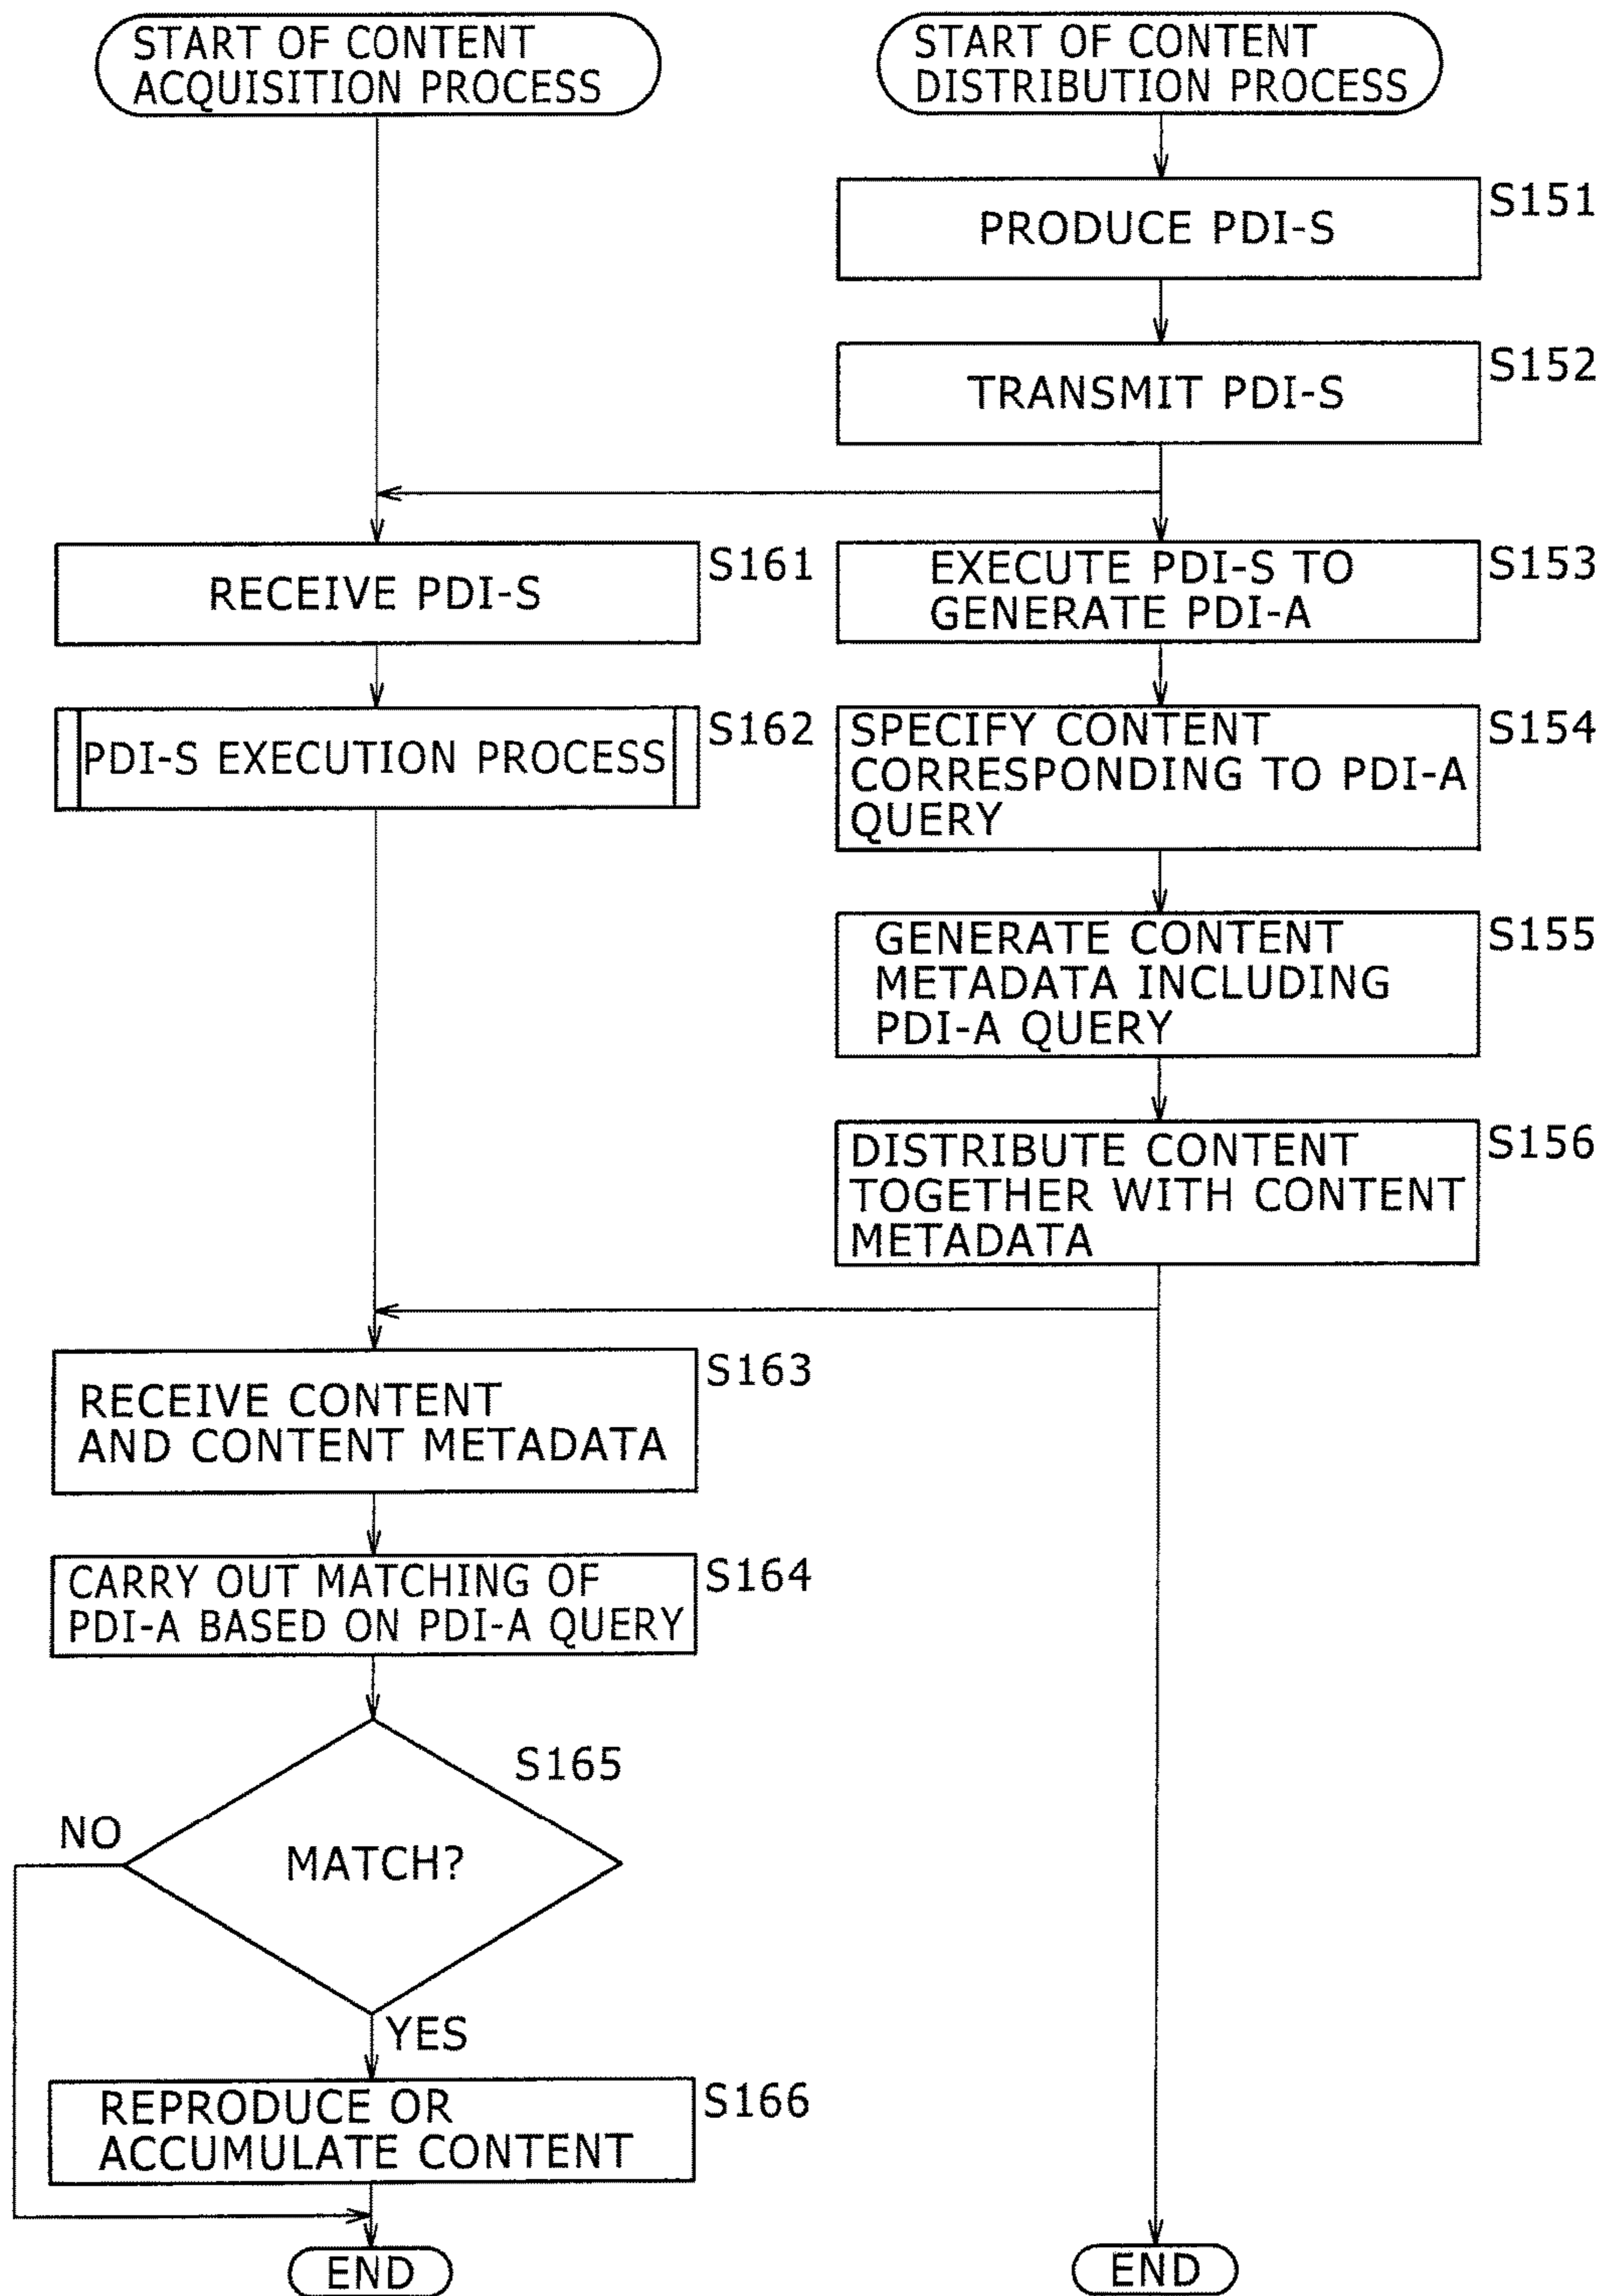 START OF CONTENT
ACQUISITION PROCESS
START OF CONTENT
DISTRIBUTION PROCESS
PRODUCE PDI-S
S151
TRANSMIT PDI-S
S152
RECEIVE PDI-S
S161
EXECUTE PDI-S TO
GENERATE PDI-A
S153
PDI-S EXECUTION PROCESS
S162
SPECIFY CONTENT
CORRESPONDING TO PDI-A
QUERY
S154
GENERATE CONTENT
METADATA INCLUDING
PDI-A QUERY
S155
DISTRIBUTE CONTENT
TOGETHER WITH CONTENT
METADATA
S156
RECEIVE CONTENT
AND CONTENT METADATA
S163
CARRY OUT MATCHING OF
PDI-A BASED ON PDI-A QUERY
S164
S165
NO
MATCH?
YES
REPRODUCE OR
ACCUMULATE CONTENT
S166
END
END